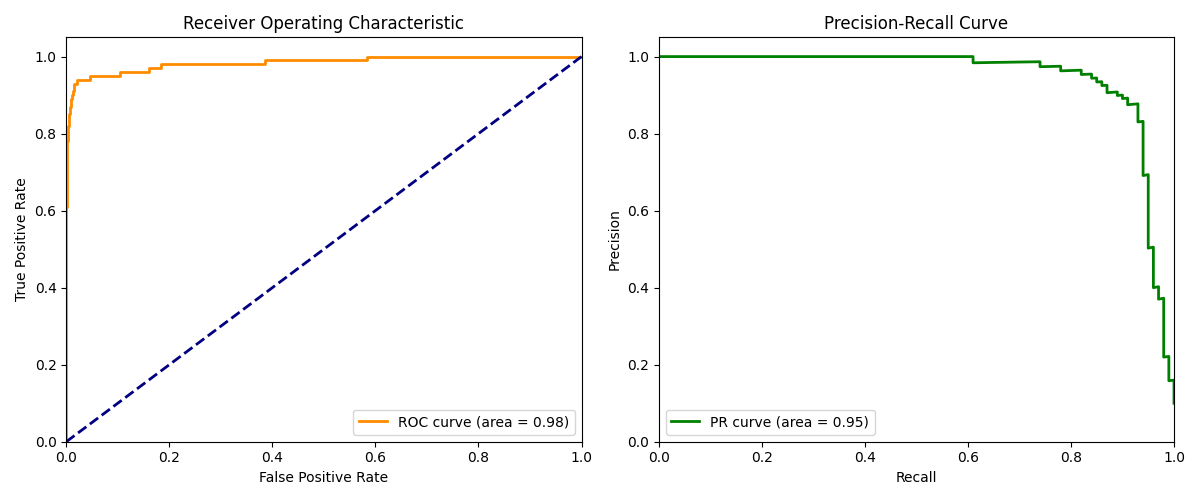 Receiver Operating Characteristic
True Positive Rate
1.0
0.8
0.6
0.4
0.2
0.0
ROC curve (area = 0.98)
0.0 0.2 0.4 0.6 0.8 1.0
False Positive Rate
Precision-Recall Curve
Precision
1.0
0.8
0.6
0.4
0.2
0.0
PR curve (area = 0.95)
0.0 0.2 0.4 0.6 0.8 1.0
Recall